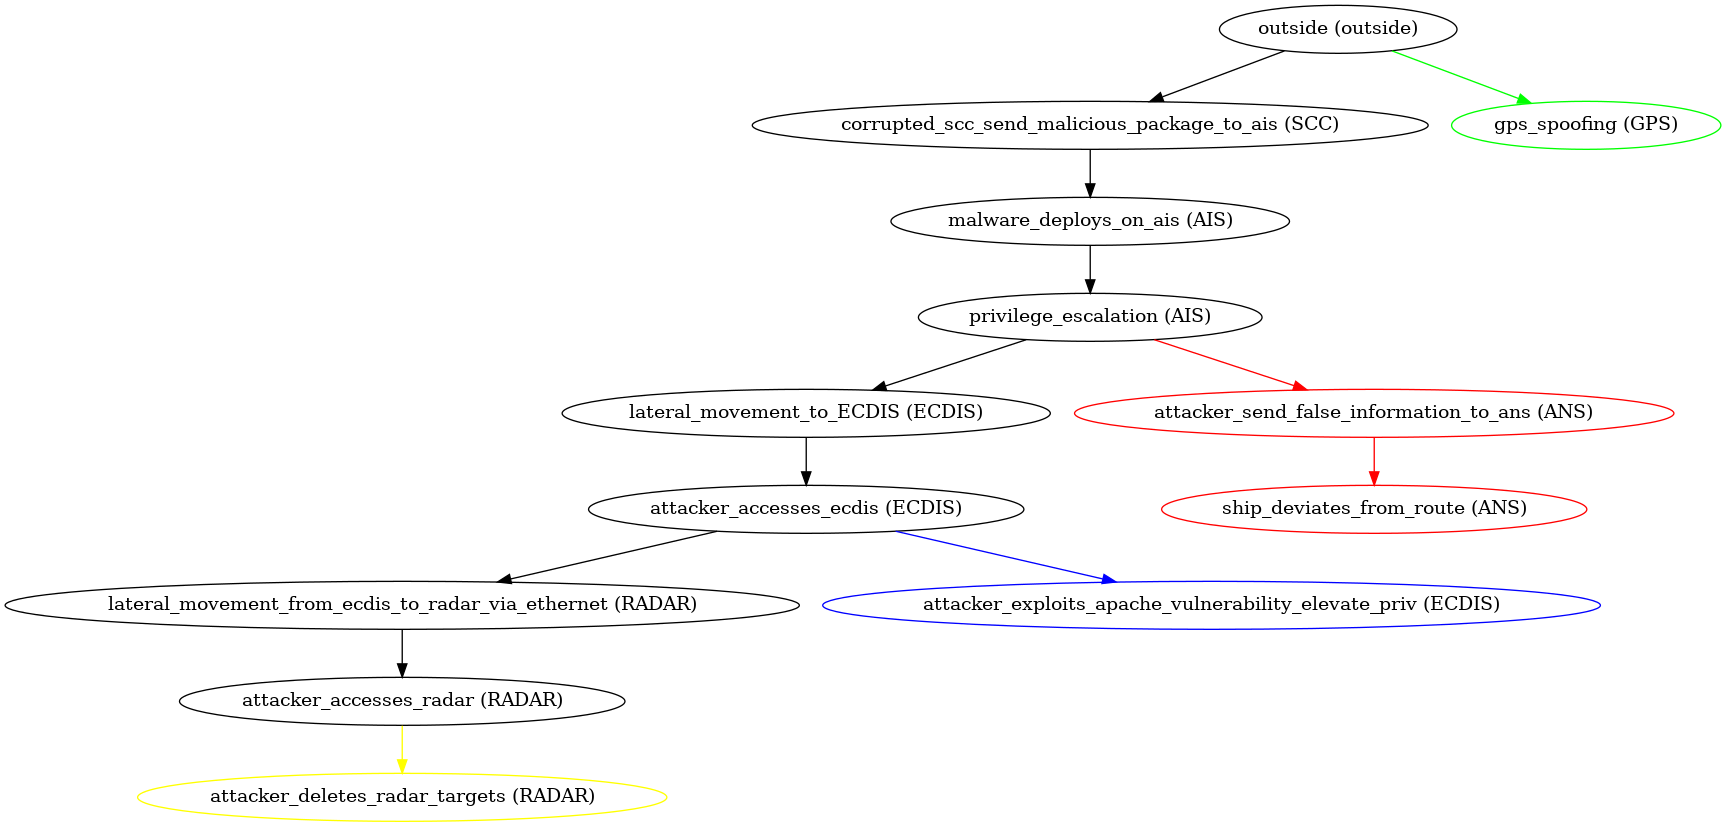 outside (outside)
corrupted_scc_send_malicious_package_to_ais (SCC)
gps_spoofing (GPS)
malware_deploys_on_ais (AIS)
privilege_escalation (AIS)
lateral_movement_to_ECDIS (ECDIS)
attacker_send_false_information_to_ans (ANS)
attacker_accesses_ecdis (ECDIS)
ship_deviates_from_route (ANS)
lateral_movement_from_ecdis_to_radar_via_ethernet (RADAR)
attacker_exploits_apache_vulnerability_elevate_priv (ECDIS)
attacker_accesses_radar (RADAR)
attacker_deletes_radar_targets (RADAR)